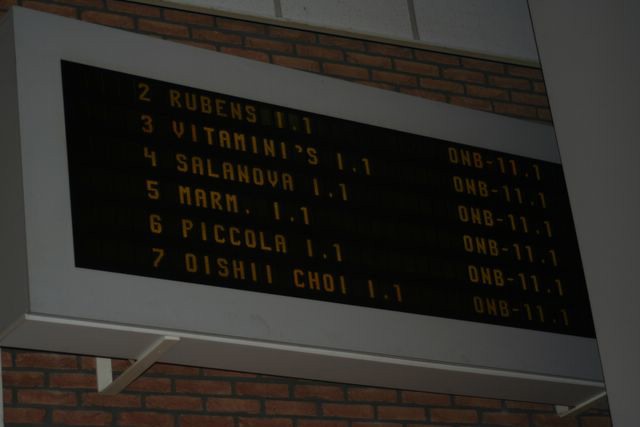 2 RUBENS 1.1 ONB-11.1
3 VITAMINI'S 1.1 ONB-11.1
4 SALANOVA 1.1 ONB-11.1
5 MARM. 1.1 ONB-11.1
6 PICCOLA 1.1 ONB-11.1
7 OISHII CHOI 1.1 ONB-11.1